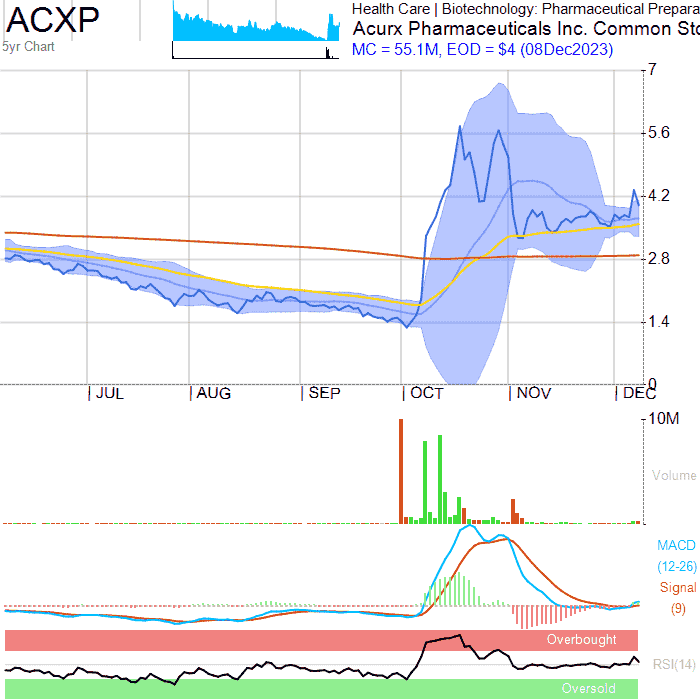 ACXP
5yr Chart
Health Care | Biotechnology: Pharmaceutical Prepara
Acurx Pharmaceuticals Inc. Common Sto
MC = 55.1M, EOD = $4 (08Dec2023)
7
5.6
4.2
2.8
1.4
0
JUL AUG SEP OCT NOV DEC
10M
Volume
MACD
(12-26)
Signal
(9)
Overbought
RSI(14)
Oversold